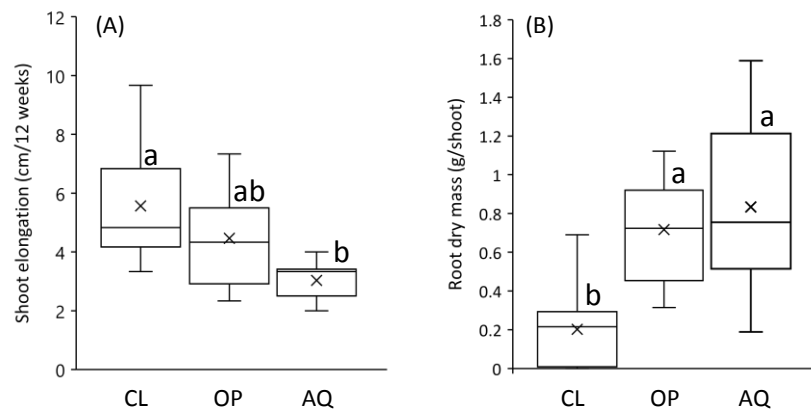 (A)
Shoot elongation (cm/12 weeks)
12
10
8
6
4
2
0
a
ab
b
CL OP AQ
(B)
Root dry mass (g/shoot)
1.8
1.6
1.4
1.2
1
0.8
0.6
0.4
0.2
0
b
a
a
CL OP AQ